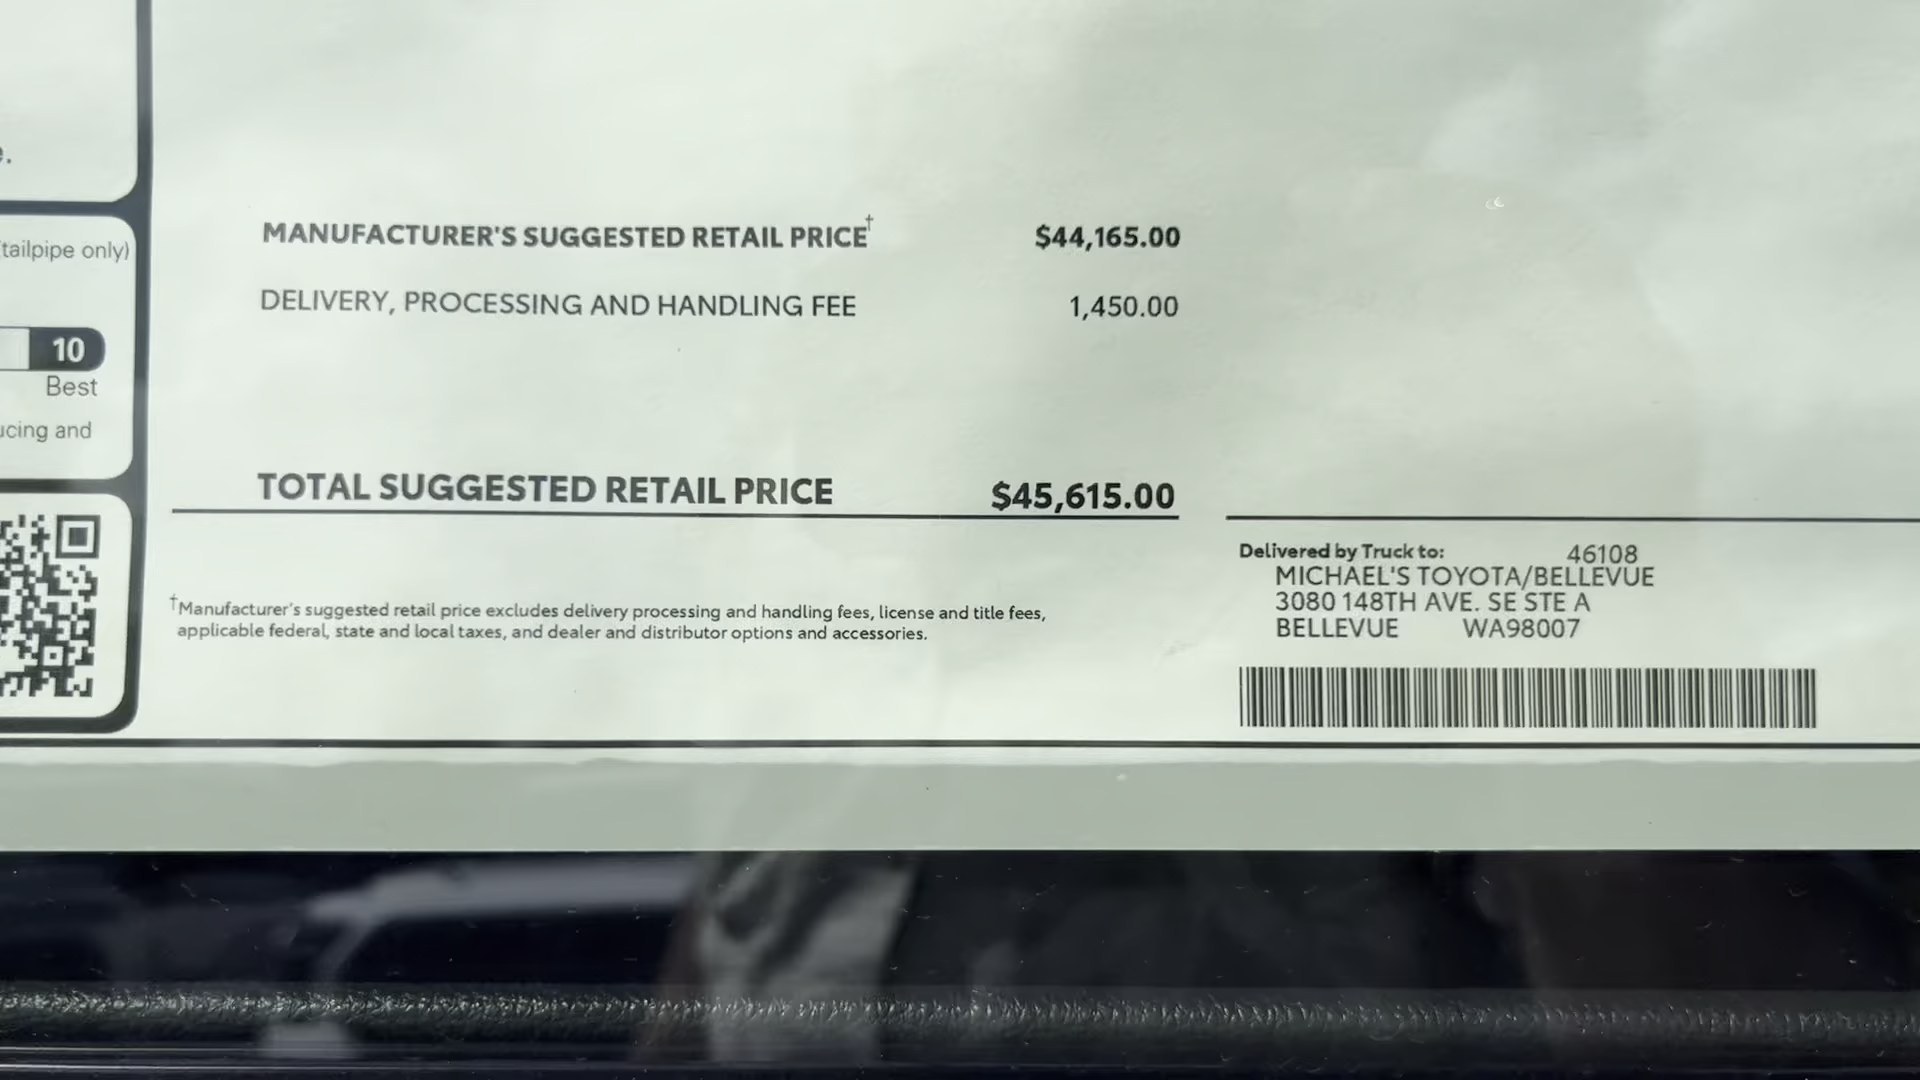 e.
(tailpipe only)
10
Best
ucing and
MANUFACTURER'S SUGGESTED RETAIL PRICE† $44,165.00
DELIVERY, PROCESSING AND HANDLING FEE 1,450.00
TOTAL SUGGESTED RETAIL PRICE $45,615.00
†Manufacturer's suggested retail price excludes delivery processing and handling fees, license and title fees,
applicable federal, state and local taxes, and dealer and distributor options and accessories.
Delivered by Truck to: 46108
MICHAEL'S TOYOTA/BELLEVUE
3080 148TH AVE. SE STE A
BELLEVUE WA98007